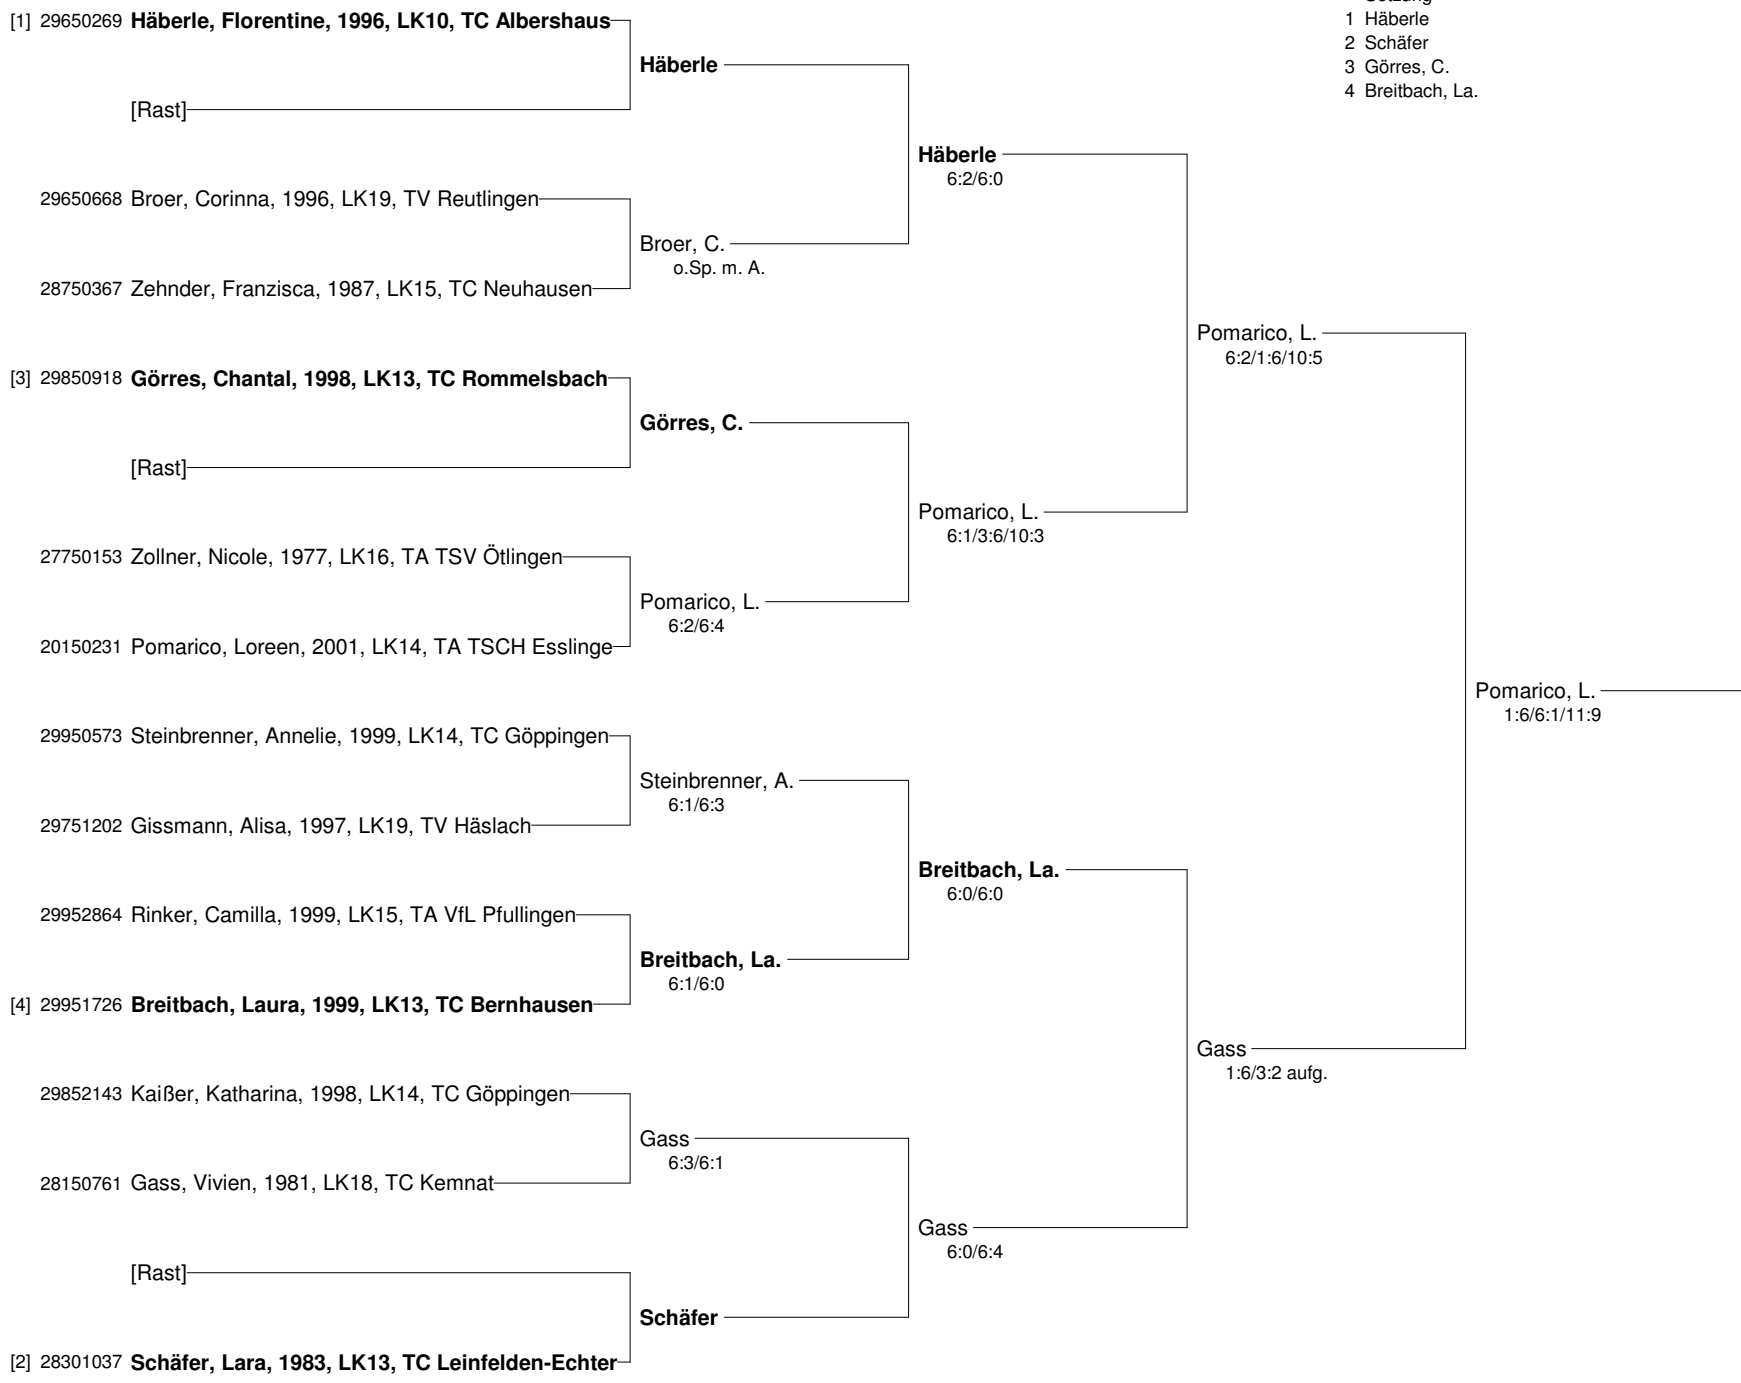 Setzung
1 Häberle
2 Schäfer
3 Görres, C.
4 Breitbach, La.
[1] 29650269 Häberle, Florentine, 1996, LK10, TC Albershaus
Häberle
[Rast]
Häberle
6:2/6:0
29650668 Broer, Corinna, 1996, LK19, TV Reutlingen
Broer, C.
o.Sp. m. A.
28750367 Zehnder, Franzisca, 1987, LK15, TC Neuhausen
Pomarico, L.
6:2/1:6/10:5
[3] 29850918 Görres, Chantal, 1998, LK13, TC Rommelsbach
Görres, C.
[Rast]
Pomarico, L.
6:1/3:6/10:3
27750153 Zollner, Nicole, 1977, LK16, TA TSV Ötlingen
Pomarico, L.
6:2/6:4
20150231 Pomarico, Loreen, 2001, LK14, TA TSCH Esslinge
Pomarico, L.
1:6/6:1/11:9
29950573 Steinbrenner, Annelie, 1999, LK14, TC Göppingen
Steinbrenner, A.
6:1/6:3
29751202 Gissmann, Alisa, 1997, LK19, TV Häslach
Breitbach, La.
6:0/6:0
29952864 Rinker, Camilla, 1999, LK15, TA VfL Pfullingen
Breitbach, La.
6:1/6:0
[4] 29951726 Breitbach, Laura, 1999, LK13, TC Bernhausen
Gass
1:6/3:2 aufg.
29852143 Kaißer, Katharina, 1998, LK14, TC Göppingen
Gass
6:3/6:1
28150761 Gass, Vivien, 1981, LK18, TC Kemnat
Gass
6:0/6:4
[Rast]
Schäfer
[2] 28301037 Schäfer, Lara, 1983, LK13, TC Leinfelden-Echter